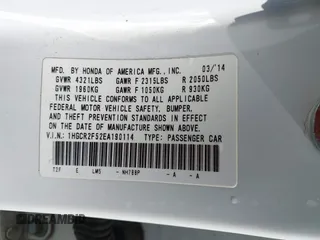 MFD. BY HONDA OF AMERICA MFG., INC. 03/'14
GVWR 4321LBS GAWR F 2315LBS R 2050LBS
GVWR 1960KG GAWR F 1050KG R 930KG
THIS VEHICLE CONFORMS TO ALL APPLICABLE
FEDERAL MOTOR VEHICLE SAFETY, BUMPER,
AND THEFT PREVENTION STANDARDS IN EFFECT
ON THE DATE OF MANUFACTURE SHOWN ABOVE.
V.I.N.: 1HGCR2F52EA190114 TYPE: PASSENGER CAR
E -NH788P -A -A
DREAMBID